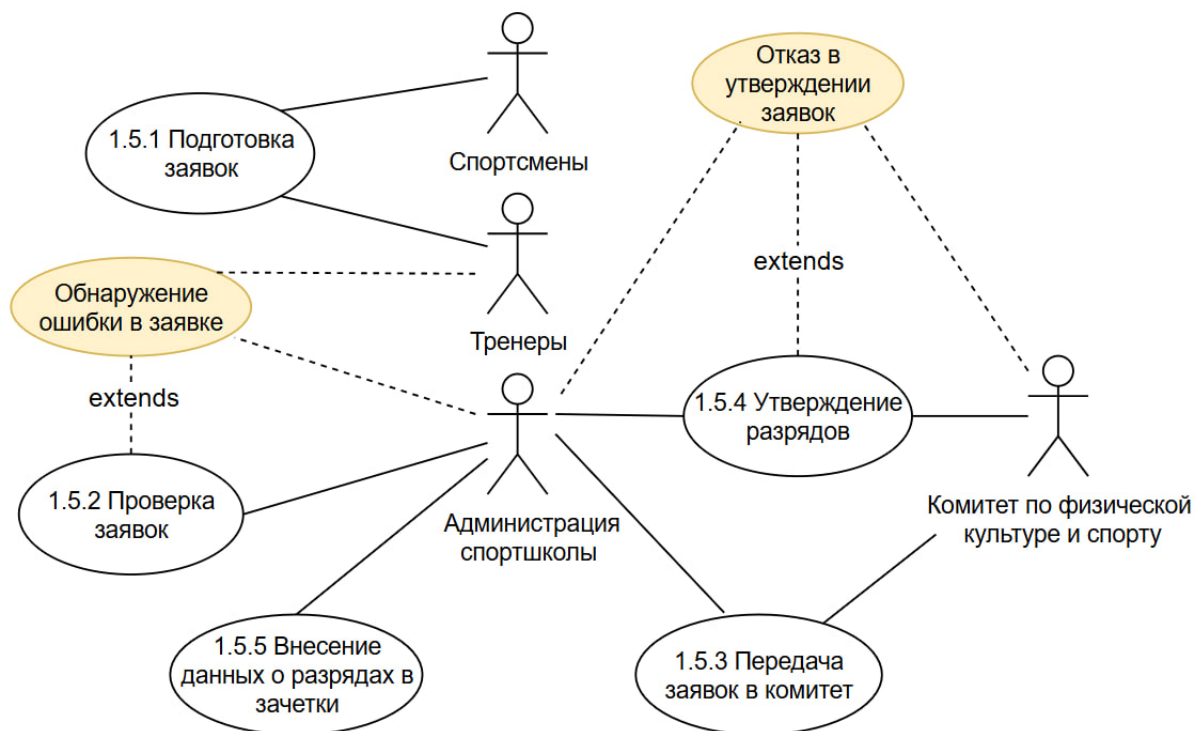 Отказ в
утверждении
заявок
1.5.1 Подготовка
заявок
Спортсмены
extends
Обнаружение
ошибки в заявке
Тренеры
extends
1.5.4 Утверждение
разрядов
1.5.2 Проверка
заявок
Администрация
спортшколы
Комитет по физической
культуре и спорту
1.5.5 Внесение
данных о разрядах в
зачетки
1.5.3 Передача
заявок в комитет